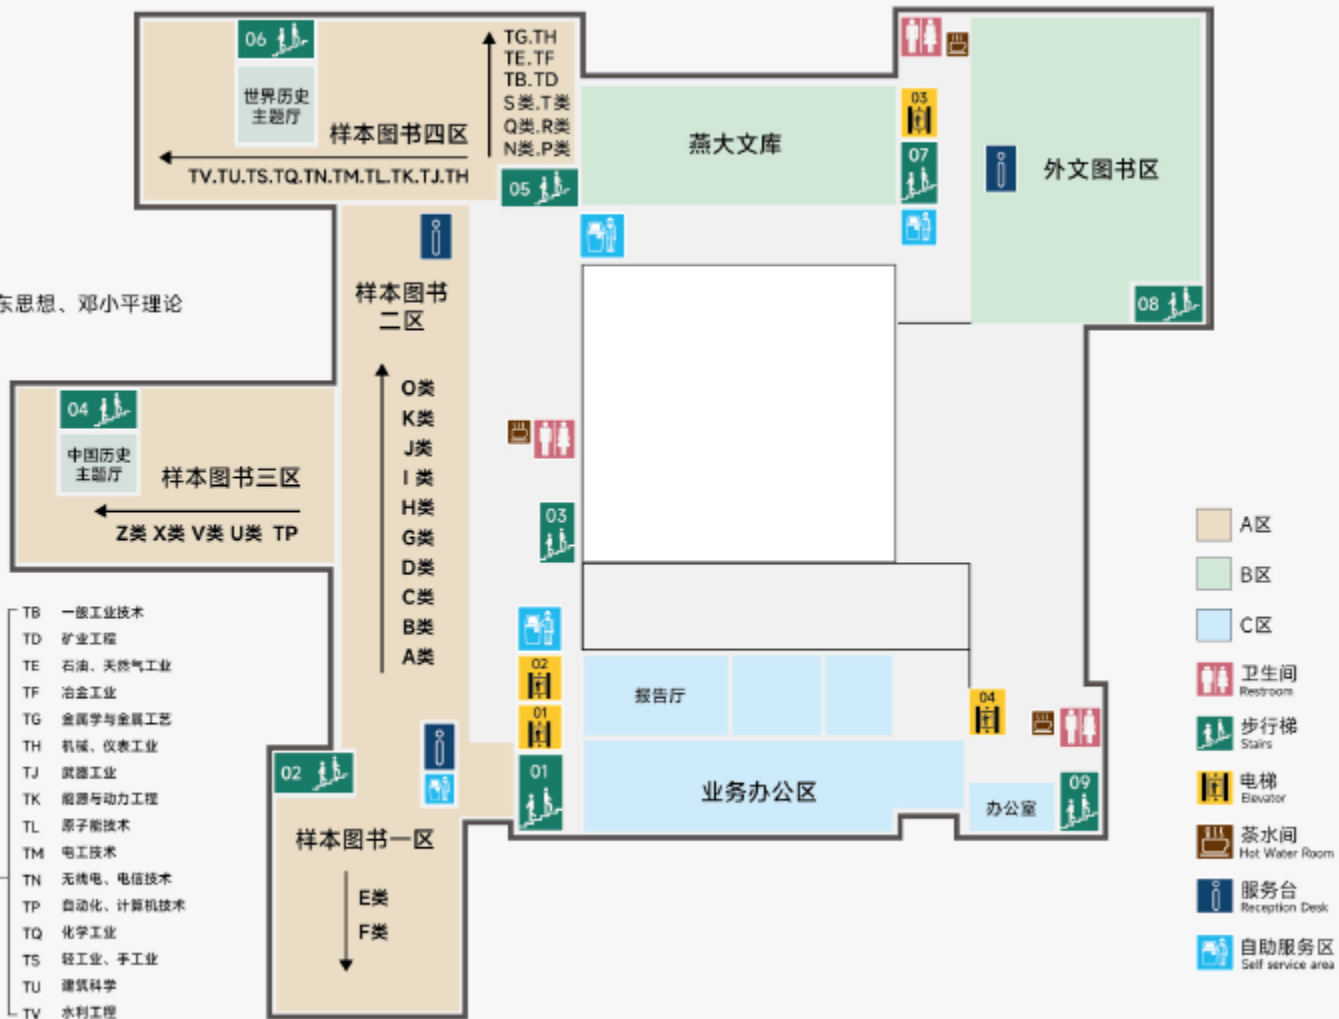 06
世界历史
主题厅
样本图书四区
TG.TH
TE.TF
TB.TD
S类.T类
Q类.R类
N类.P类
TV.TU.TS.TQ.TN.TM.TL.TK.TJ.TH
05
燕大文库
03
07
外文图书区
08
样本图书
二区
东思想、邓小平理论
O类
K类
J类
I 类
H类
G类
D类
C类
B类
A类
04
中国历史
主题厅
样本图书三区
Z类 X类 V类 U类 TP
03
02
01
01
报告厅
业务办公区
04
办公室
09
02
样本图书一区
E类
F类
TB 一般工业技术
TD 矿业工程
TE 石油、天然气工业
TF 冶金工业
TG 金属学与金属工艺
TH 机械、仪表工业
TJ 武器工业
TK 能源与动力工程
TL 原子能技术
TM 电工技术
TN 无线电、电信技术
TP 自动化、计算机技术
TQ 化学工业
TS 轻工业、手工业
TU 建筑科学
TV 水利工程
A区
B区
C区
卫生间
Restroom
步行梯
Stairs
电梯
Elevator
茶水间
Hot Water Room
服务台
Reception Desk
自助服务区
Self service area